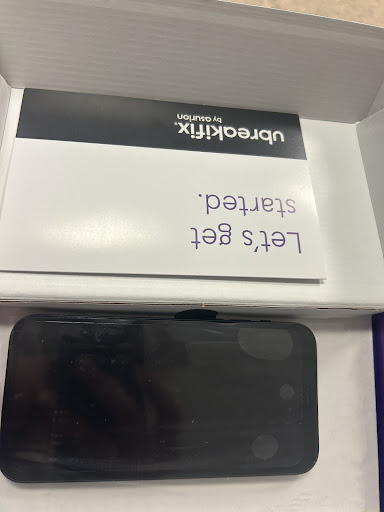 ubreakifix.
by asurion
Let's get
started.